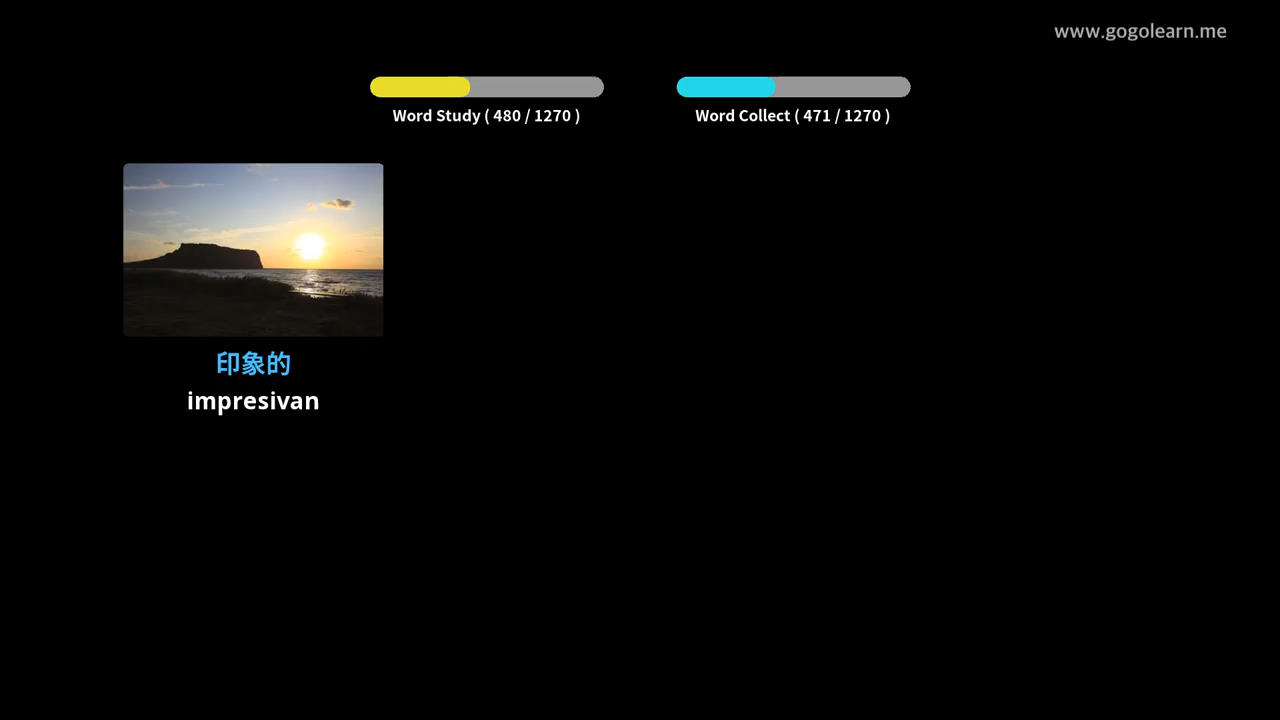 www.gogolearn.me
Word Study ( 480 / 1270 )
Word Collect ( 471 / 1270 )
印象的
impresivan